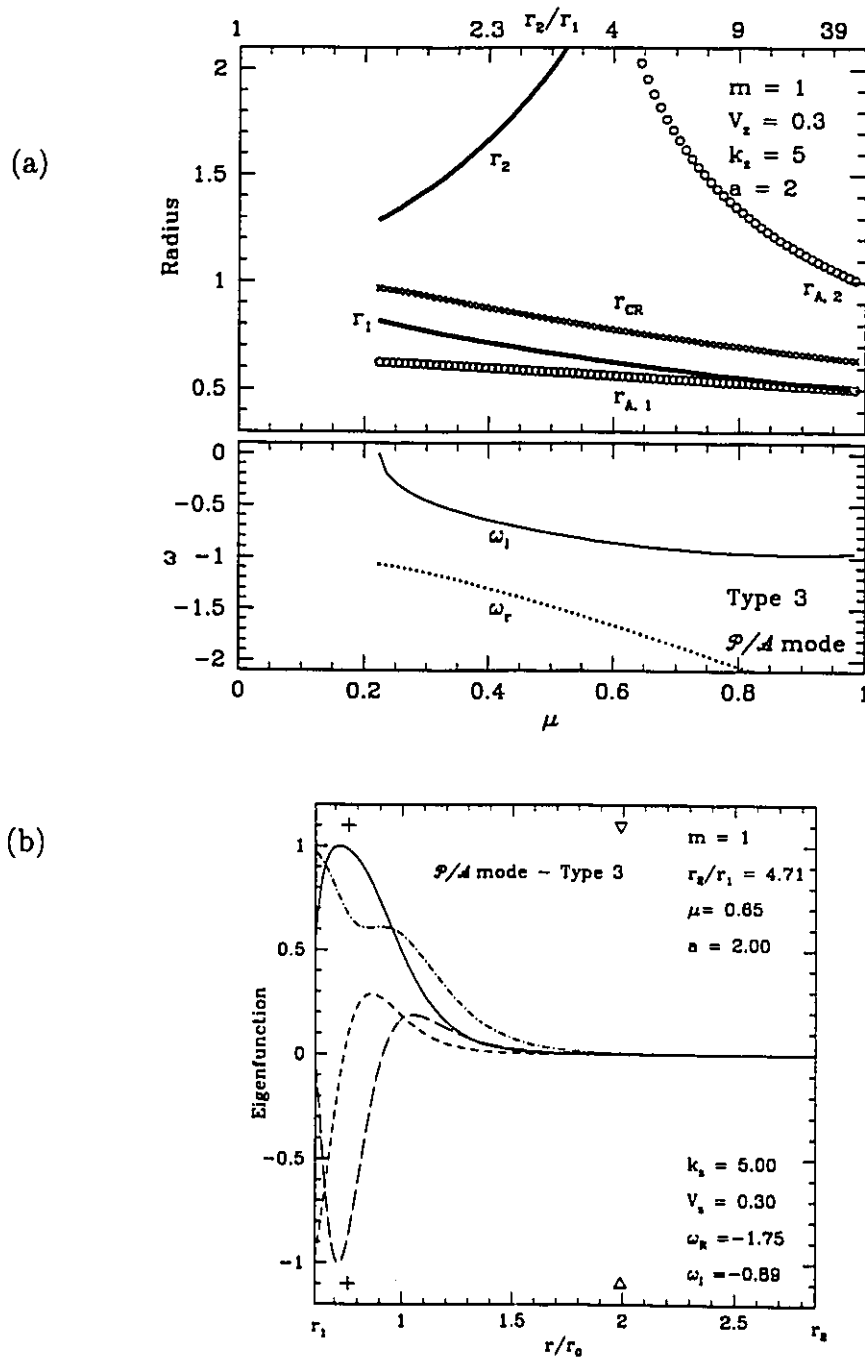 (a)
r₂/r₁
1 2.3 4 9 39
2
1.5
1
0.5
Radius
m = 1
V_z = 0.3
k_z = 5
a = 2
r₂
r_A, 2
r_CR
r₁
r_A, 1
0
-0.5
-1
-1.5
-2
ω
ω_i
ω_r
Type 3
𝒫/𝒜 mode
0 0.2 0.4 0.6 0.8 1
μ
(b)
1
0.5
0
-0.5
-1
Eigenfunction
𝒫/𝒜 mode - Type 3
m = 1
r₂/r₁ = 4.71
μ= 0.65
a = 2.00
k_z = 5.00
V_z = 0.30
ω_R =-1.75
ω_i =-0.89
r₁ 1 1.5 2 2.5 r₂
r/r₀